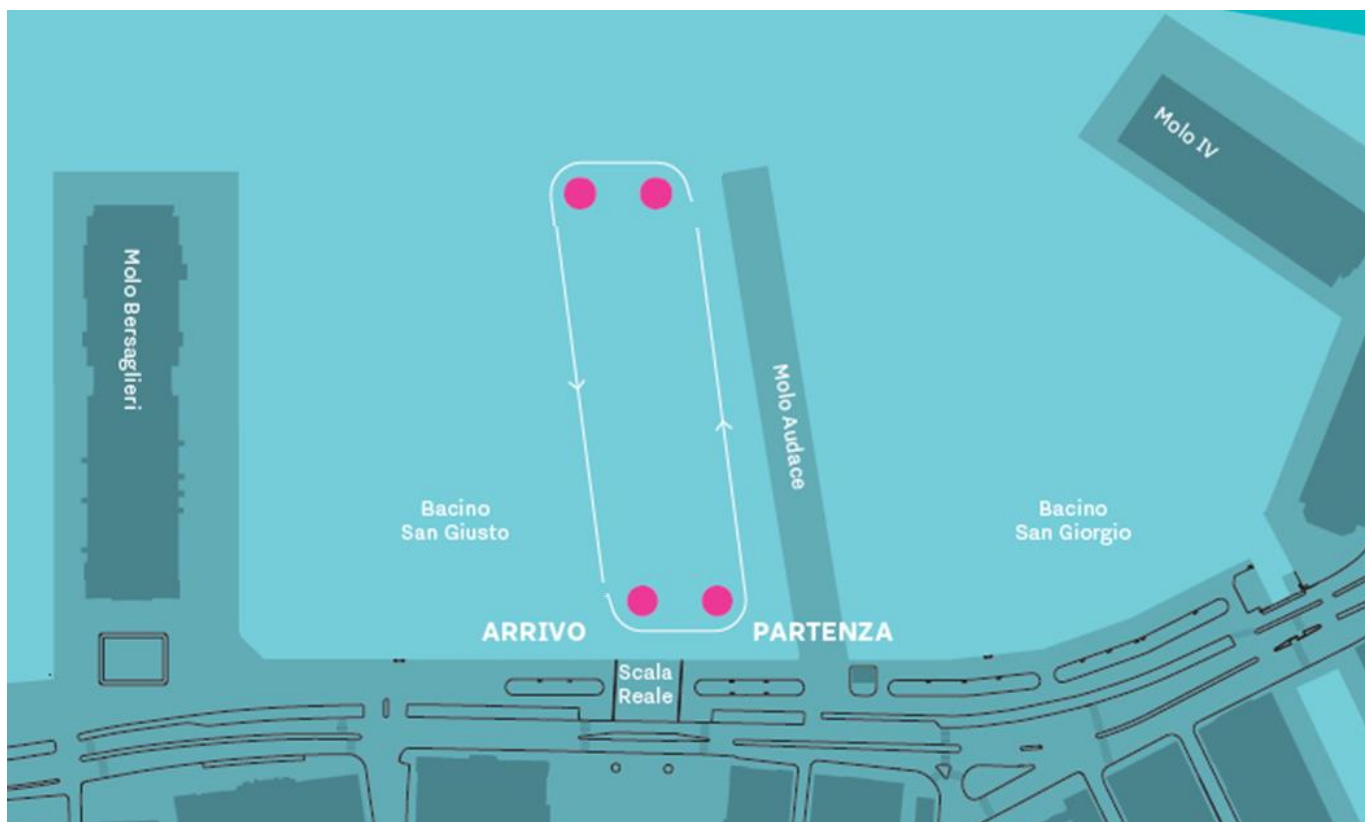 Molo IV
Molo Bersaglieri
Molo Audace
Bacino
San Giusto
Bacino
San Giorgio
ARRIVO
PARTENZA
Scala
Reale